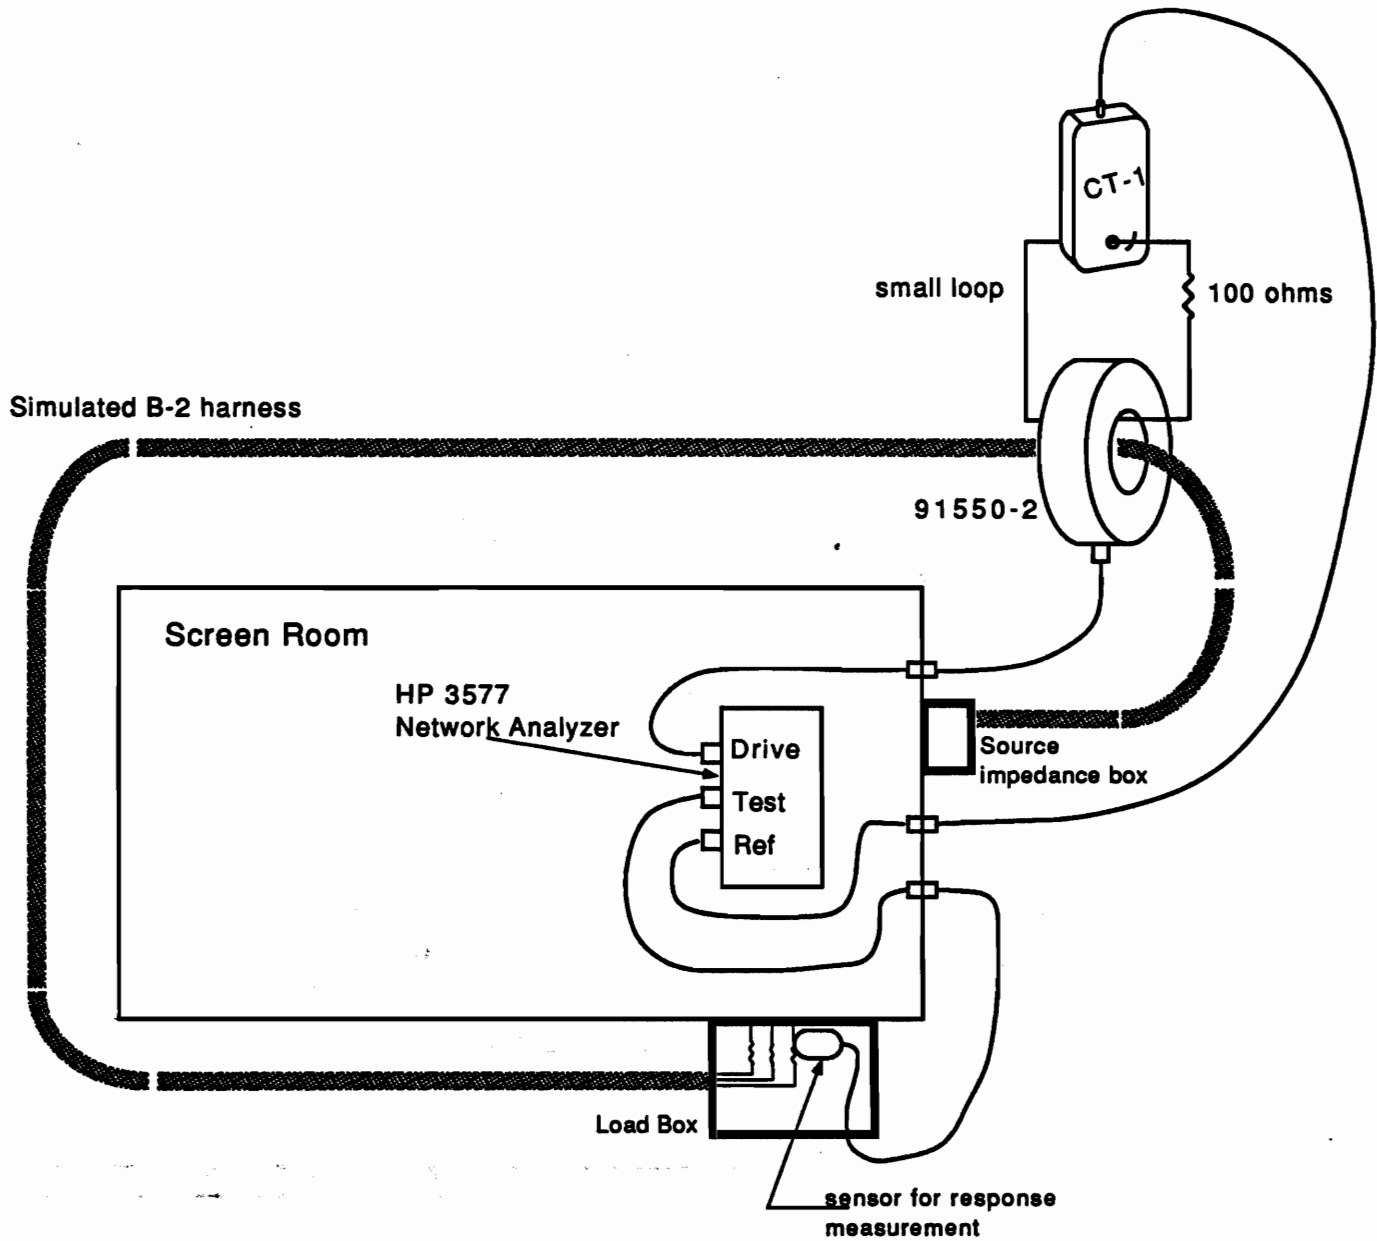 CT-1
small loop
100 ohms
Simulated B-2 harness
91550-2
Screen Room
HP 3577
Network Analyzer
Drive
Test
Ref
Source
impedance box
Load Box
sensor for response
measurement